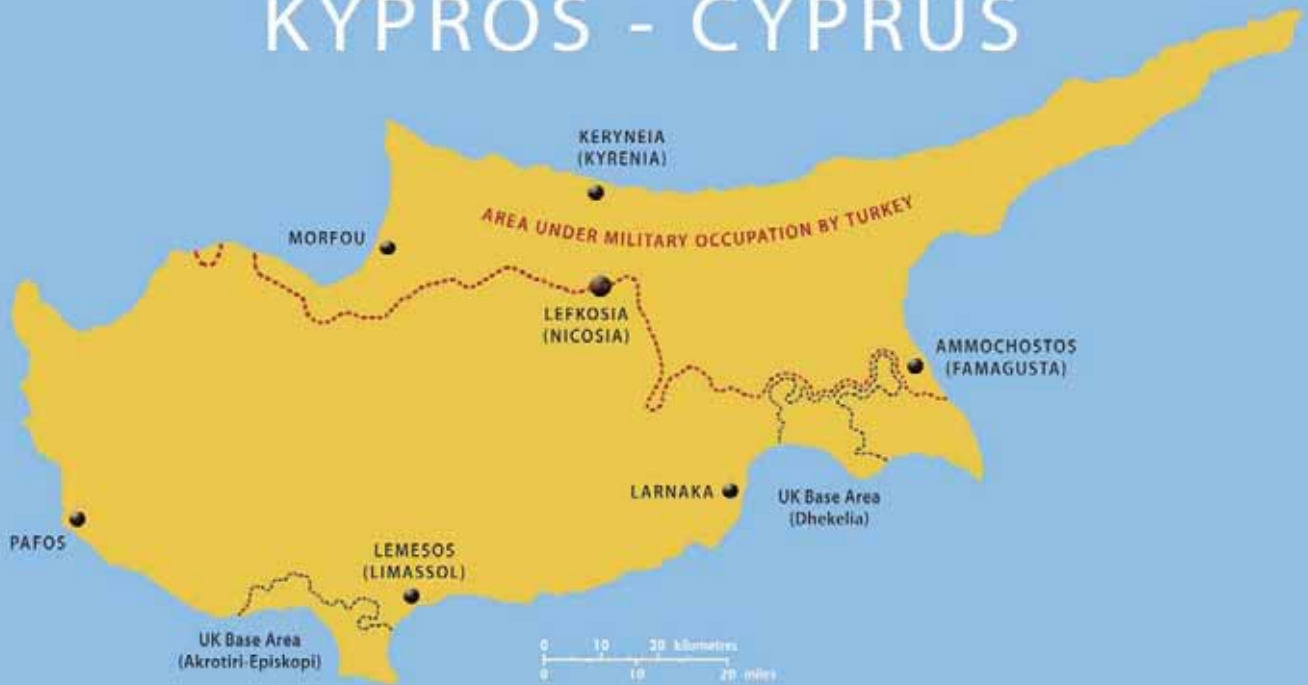 KYPROS - CYPRUS
KERYNEIA
(KYRENIA)
AREA UNDER MILITARY OCCUPATION BY TURKEY
MORFOU
LEFKOSIA
(NICOSIA)
AMMOCHOSTOS
(FAMAGUSTA)
LARNAKA
UK Base Area
(Dhekelia)
PAFOS
LEMESOS
(LIMASSOL)
UK Base Area
(Akrotiri-Episkopi)
0 10 20 kilometres
0 10 20 miles